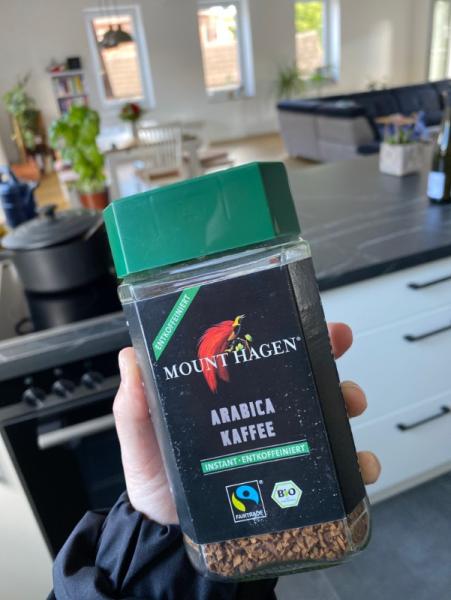 ENTKOFFEINIERT
MOUNT HAGEN®
ARABICA
KAFFEE
INSTANT · ENTKOFFEINIERT
FAIRTRADE
BIO